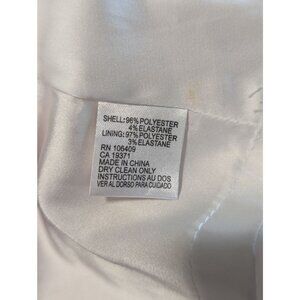 SHELL:96%POLYESTER
4%ELASTANE
LINING:97%POLYESTER
3%ELASTANE
RN 106409
CA 19371
MADE IN CHINA
DRY CLEAN ONLY
INSTRUCTIONS AU DOS
VER AL DORSO PARA CUIDADO